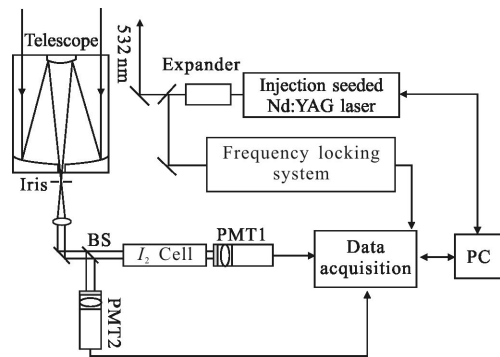 Telescope
532 nm
Expander
Injection seeded
Nd:YAG laser
Frequency locking
system
Iris
BS
I₂ Cell
PMT1
Data
acquisition
PC
PMT2